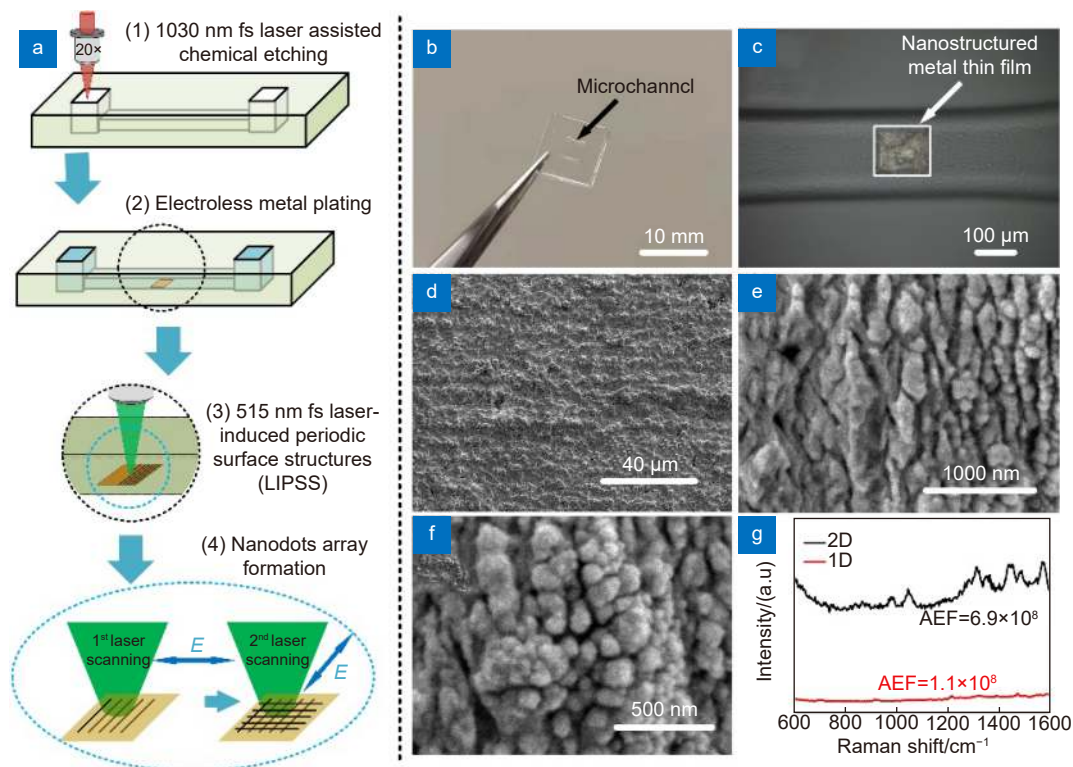 a
20×
(1) 1030 nm fs laser assisted
chemical etching
(2) Electroless metal plating
(3) 515 nm fs laser-
induced periodic
surface structures
(LIPSS)
(4) Nanodots array
formation
1st laser
scanning
E
2nd laser
scanning
E
b
Microchanncl
10 mm
c
Nanostructured
metal thin film
100 μm
d
40 μm
e
1000 nm
f
500 nm
g
2D
1D
AEF=6.9×10⁸
AEF=1.1×10⁸
Intensity/(a.u)
600 800 1000 1200 1400 1600
Raman shift/cm⁻¹